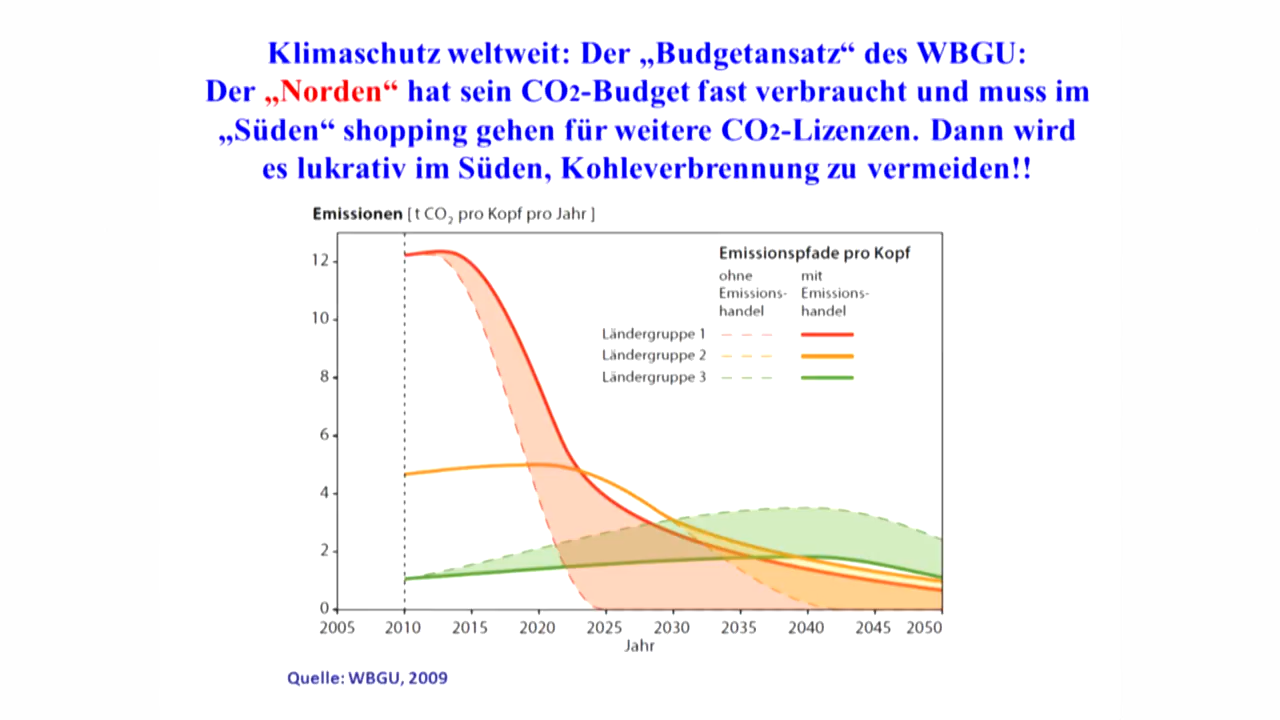 Klimaschutz weltweit: Der „Budgetansatz“ des WBGU:
Der „Norden“ hat sein CO2-Budget fast verbraucht und muss im
„Süden“ shopping gehen für weitere CO2-Lizenzen. Dann wird
es lukrativ im Süden, Kohleverbrennung zu vermeiden!!
Emissionen [ t CO₂ pro Kopf pro Jahr ]
Emissionspfade pro Kopf
ohne mit
Emissions- Emissions-
handel handel
Ländergruppe 1
Ländergruppe 2
Ländergruppe 3
12
10
8
6
4
2
0
2005 2010 2015 2020 2025 2030 2035 2040 2045 2050
Jahr
Quelle: WBGU, 2009